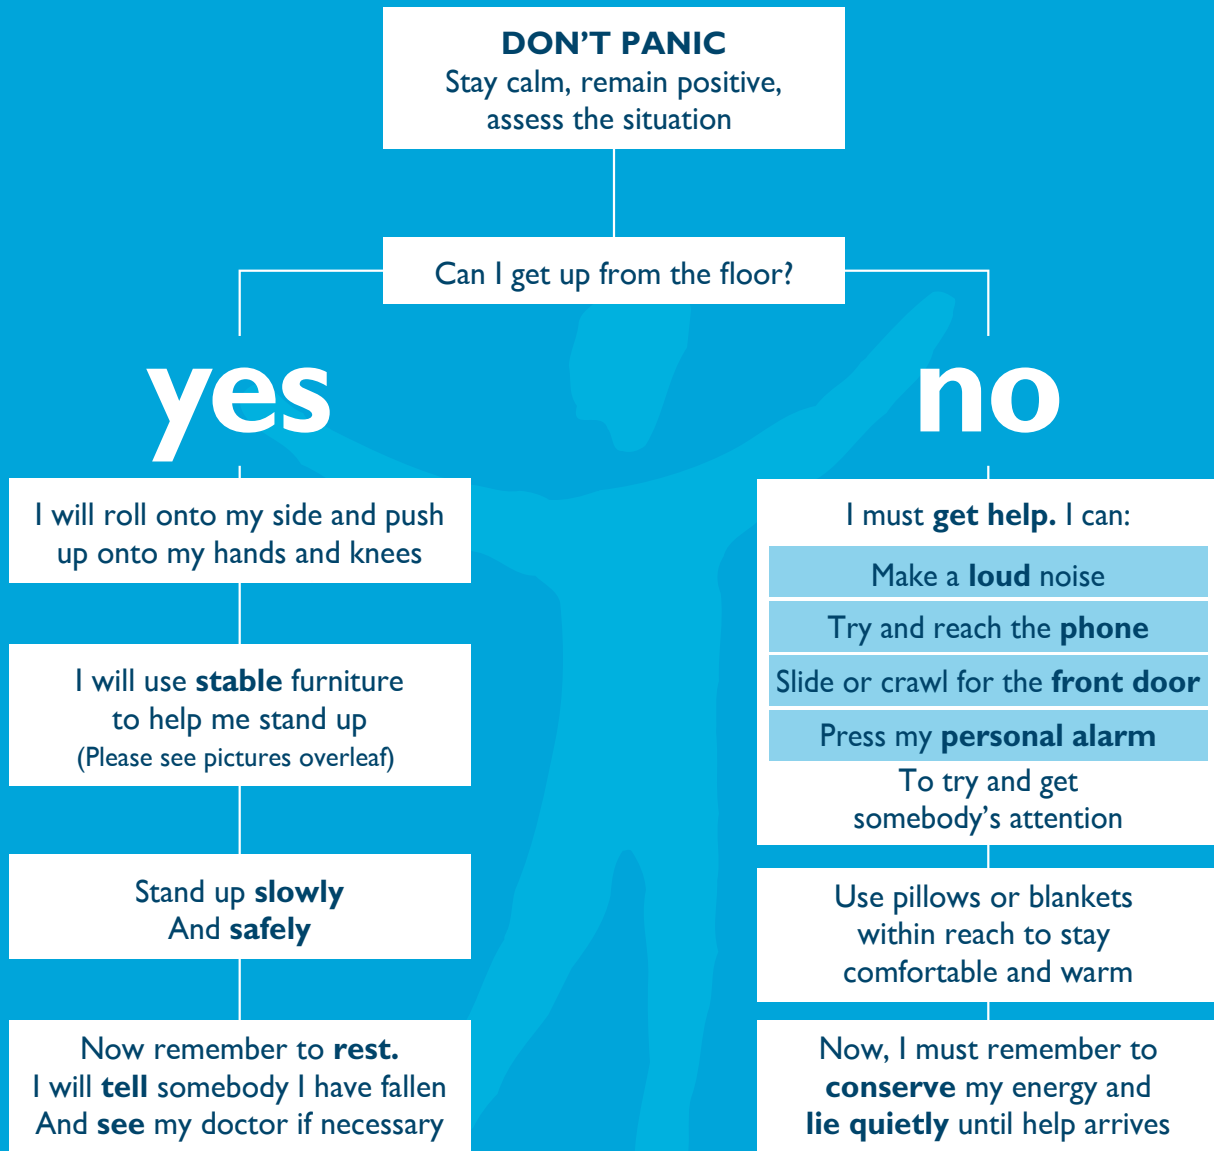 DON'T PANIC
Stay calm, remain positive,
assess the situation
Can I get up from the floor?
yes
I will roll onto my side and push
up onto my hands and knees
I will use stable furniture
to help me stand up
(Please see pictures overleaf)
Stand up slowly
And safely
Now remember to rest.
I will tell somebody I have fallen
And see my doctor if necessary
no
I must get help. I can:
Make a loud noise
Try and reach the phone
Slide or crawl for the front door
Press my personal alarm
To try and get
somebody's attention
Use pillows or blankets
within reach to stay
comfortable and warm
Now, I must remember to
conserve my energy and
lie quietly until help arrives